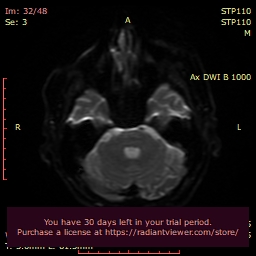 Im: 32/48
Se: 3
A
STP110
STP110
M
Ax DWI B 1000
R
L
You have 30 days left in your trial period.
Purchase a license at https://radiantviewer.com/store/